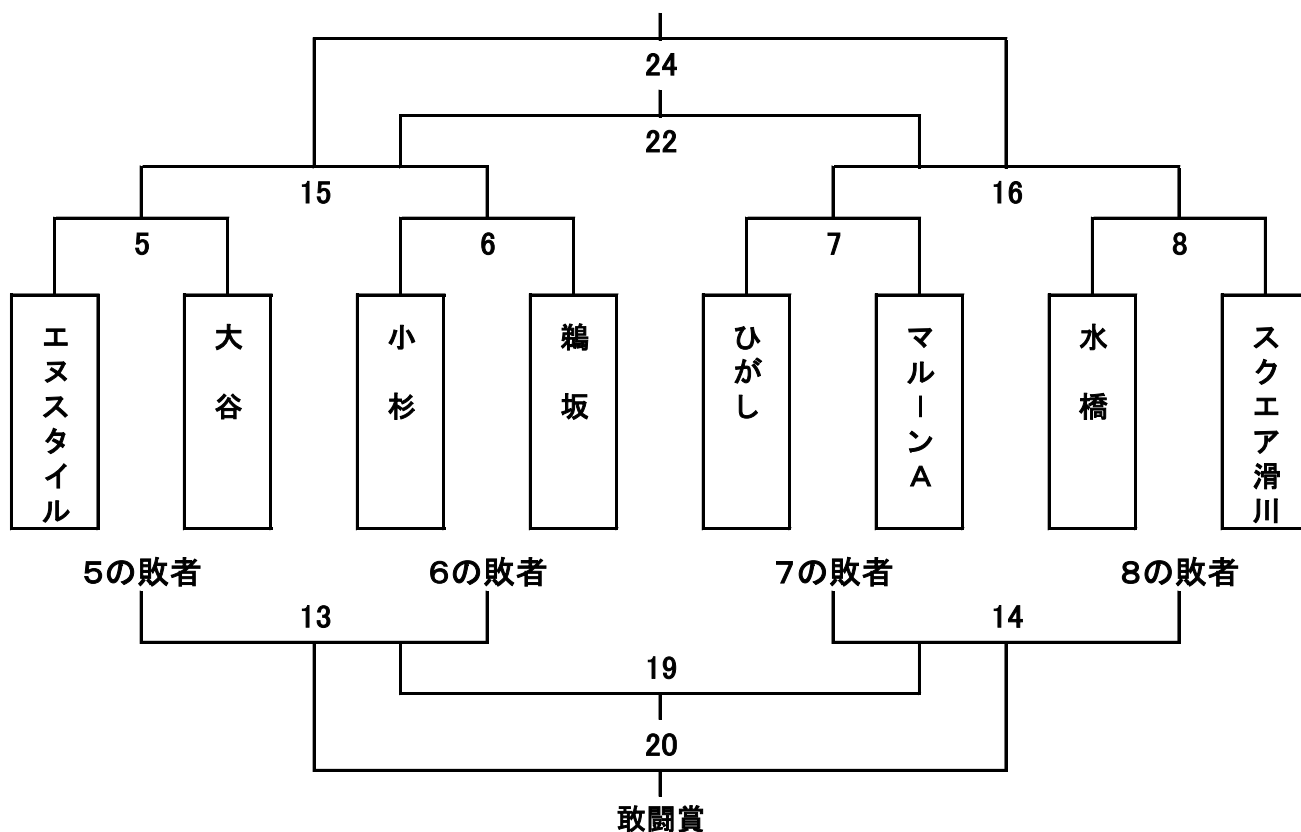 24
22
15
16
5
6
7
8
エヌスタイル
大谷
小杉
鵜坂
ひがし
マルーンA
水橋
スクエア滑川
5の敗者
6の敗者
7の敗者
8の敗者
13
14
19
20
敢闘賞